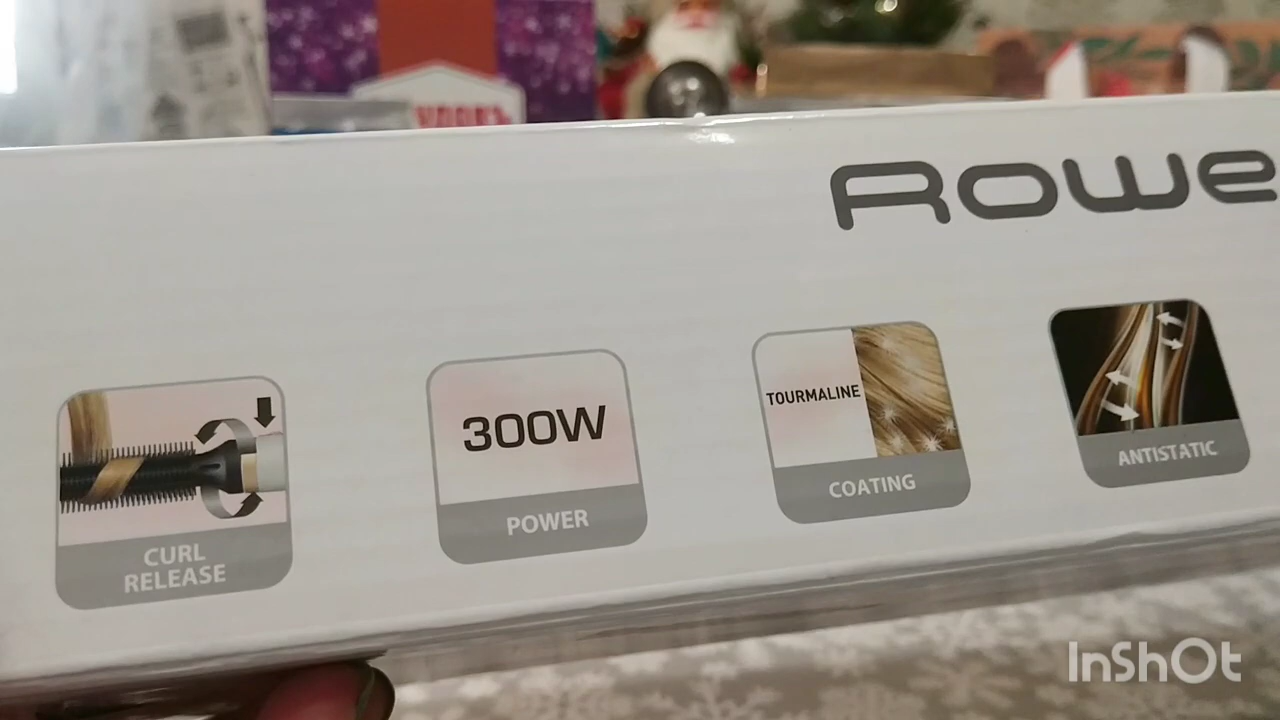 ROWE
300W
TOURMALINE
CURL
RELEASE
POWER
COATING
ANTISTATIC
InShOt